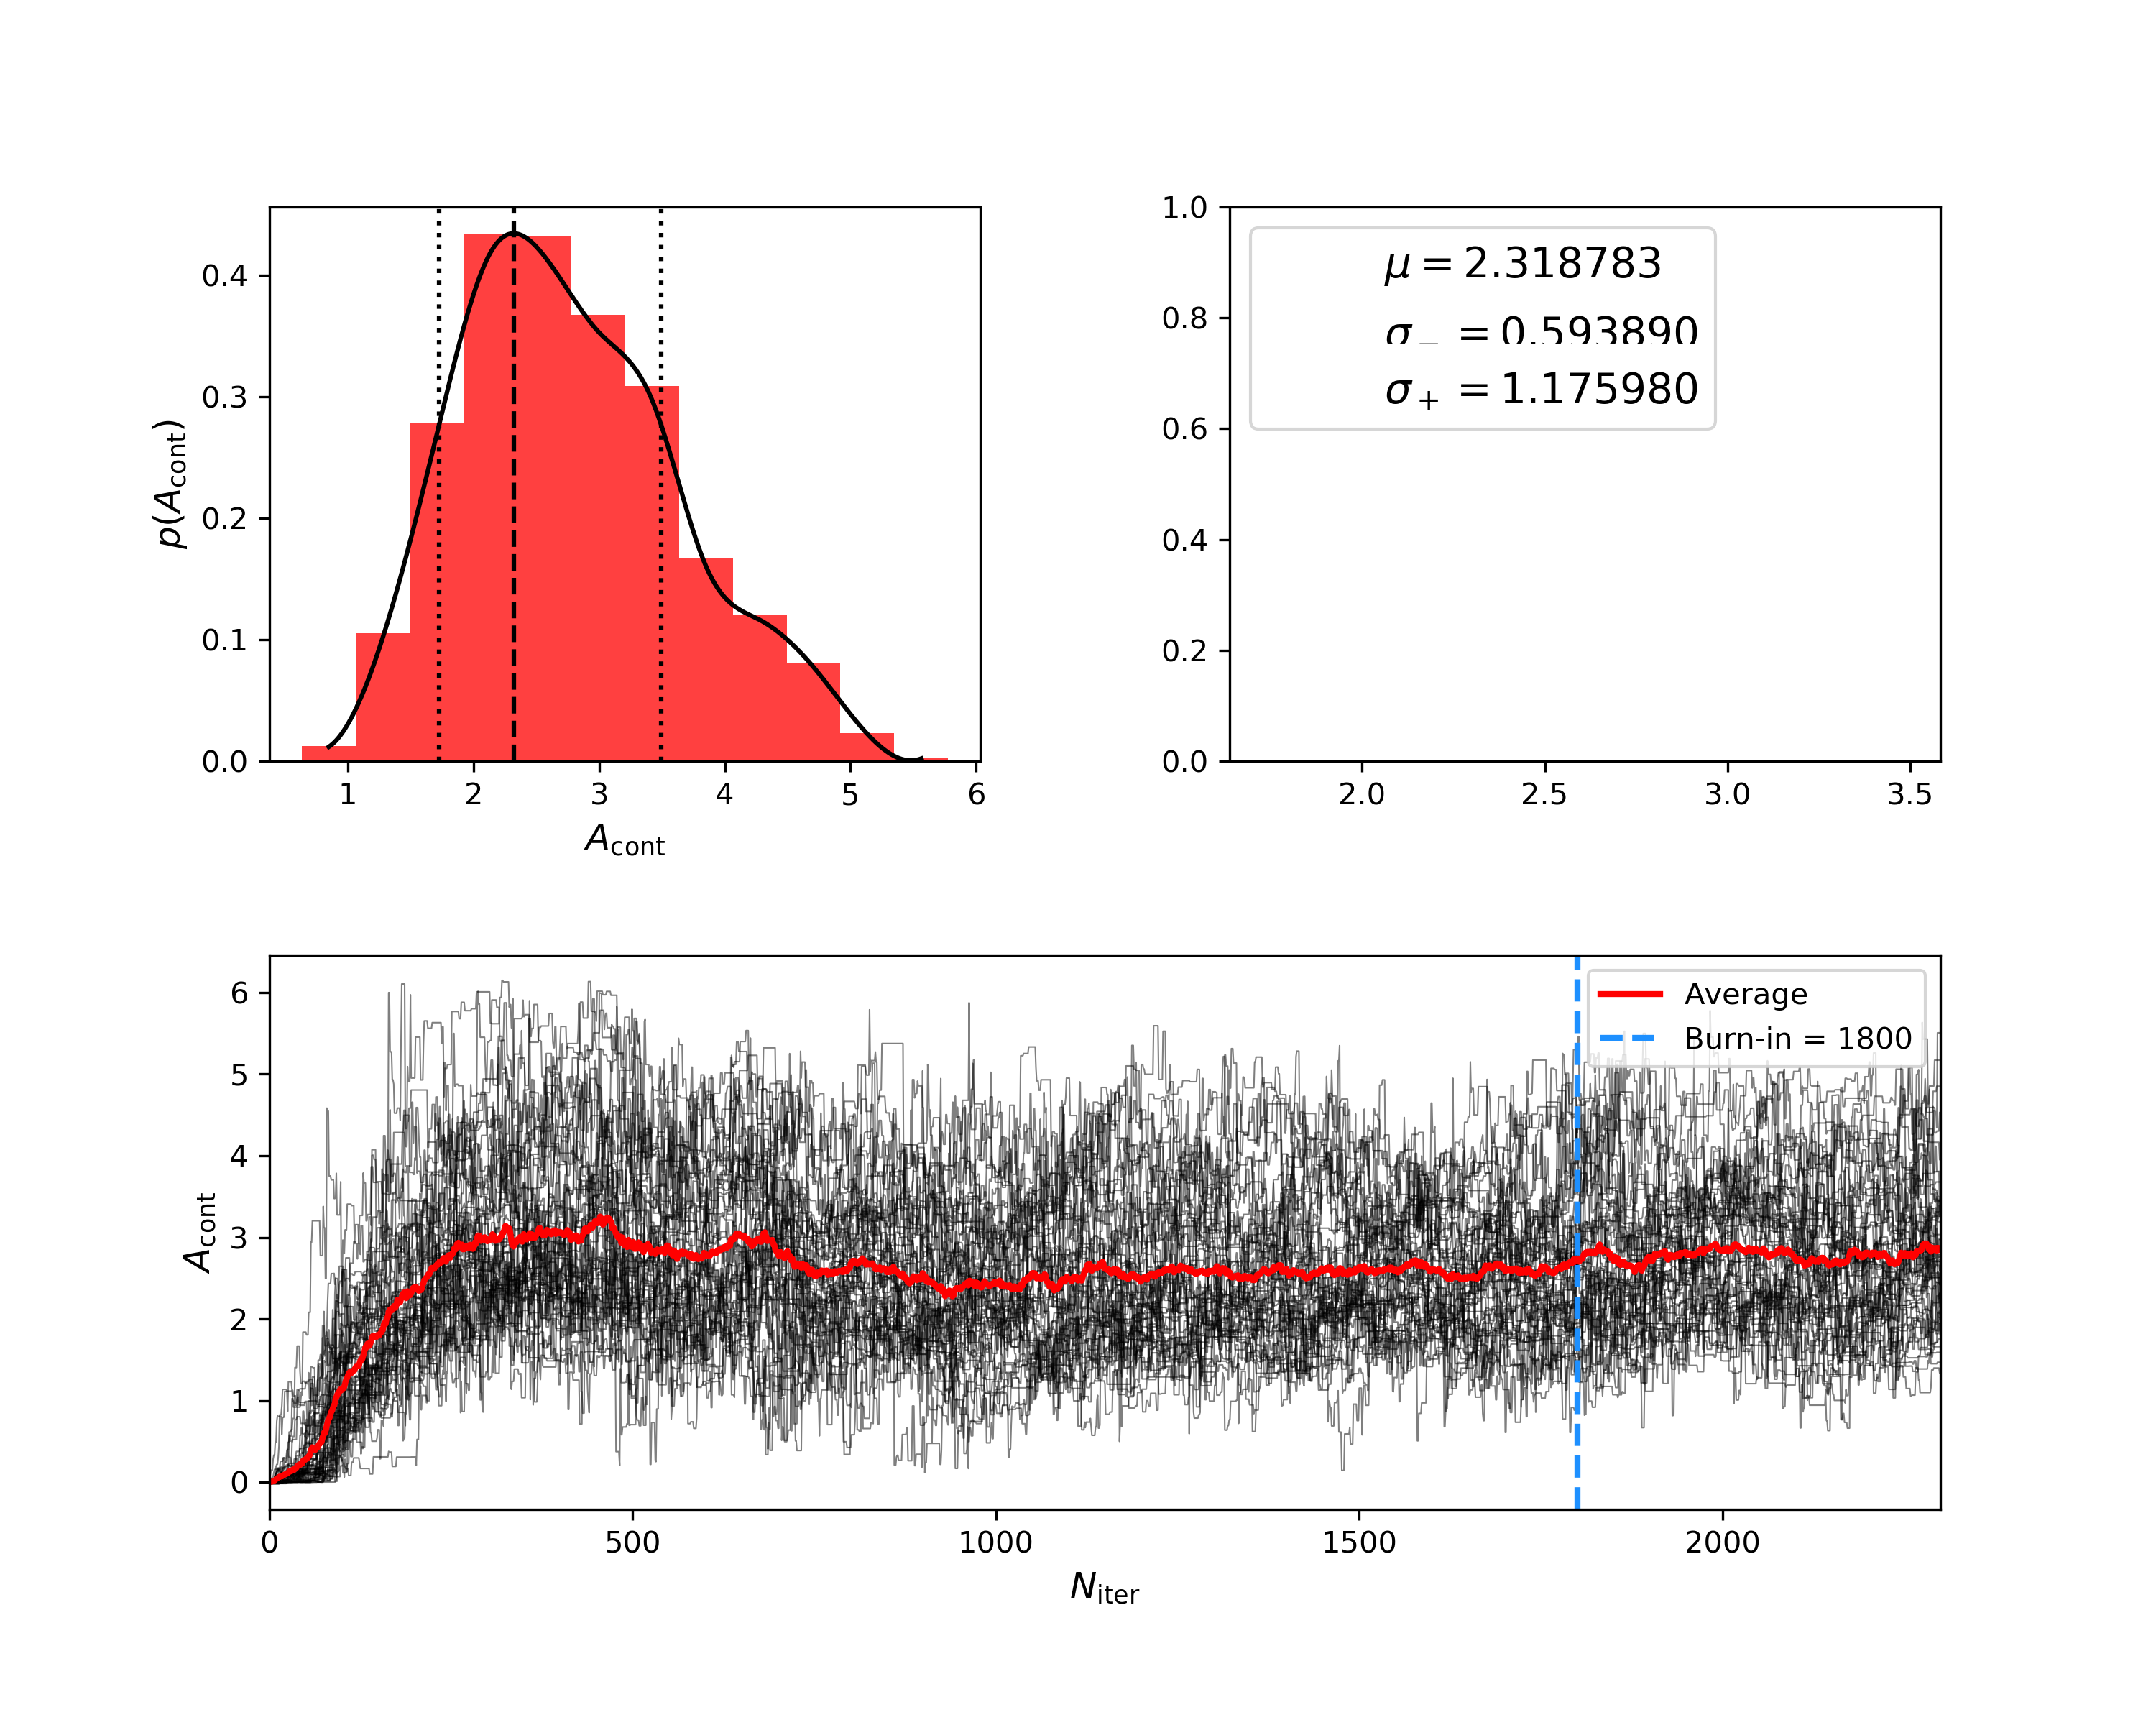 0.4
0.3
0.2
0.1
0.0
p(A_cont)
1 2 3 4 5 6
A_cont
1.0
0.8
0.6
0.4
0.2
0.0
μ = 2.318783
σ_− = 0.593890
σ_+ = 1.175980
2.0 2.5 3.0 3.5
6
5
4
3
2
1
0
A_cont
Average
Burn-in = 1800
0 500 1000 1500 2000
N_iter